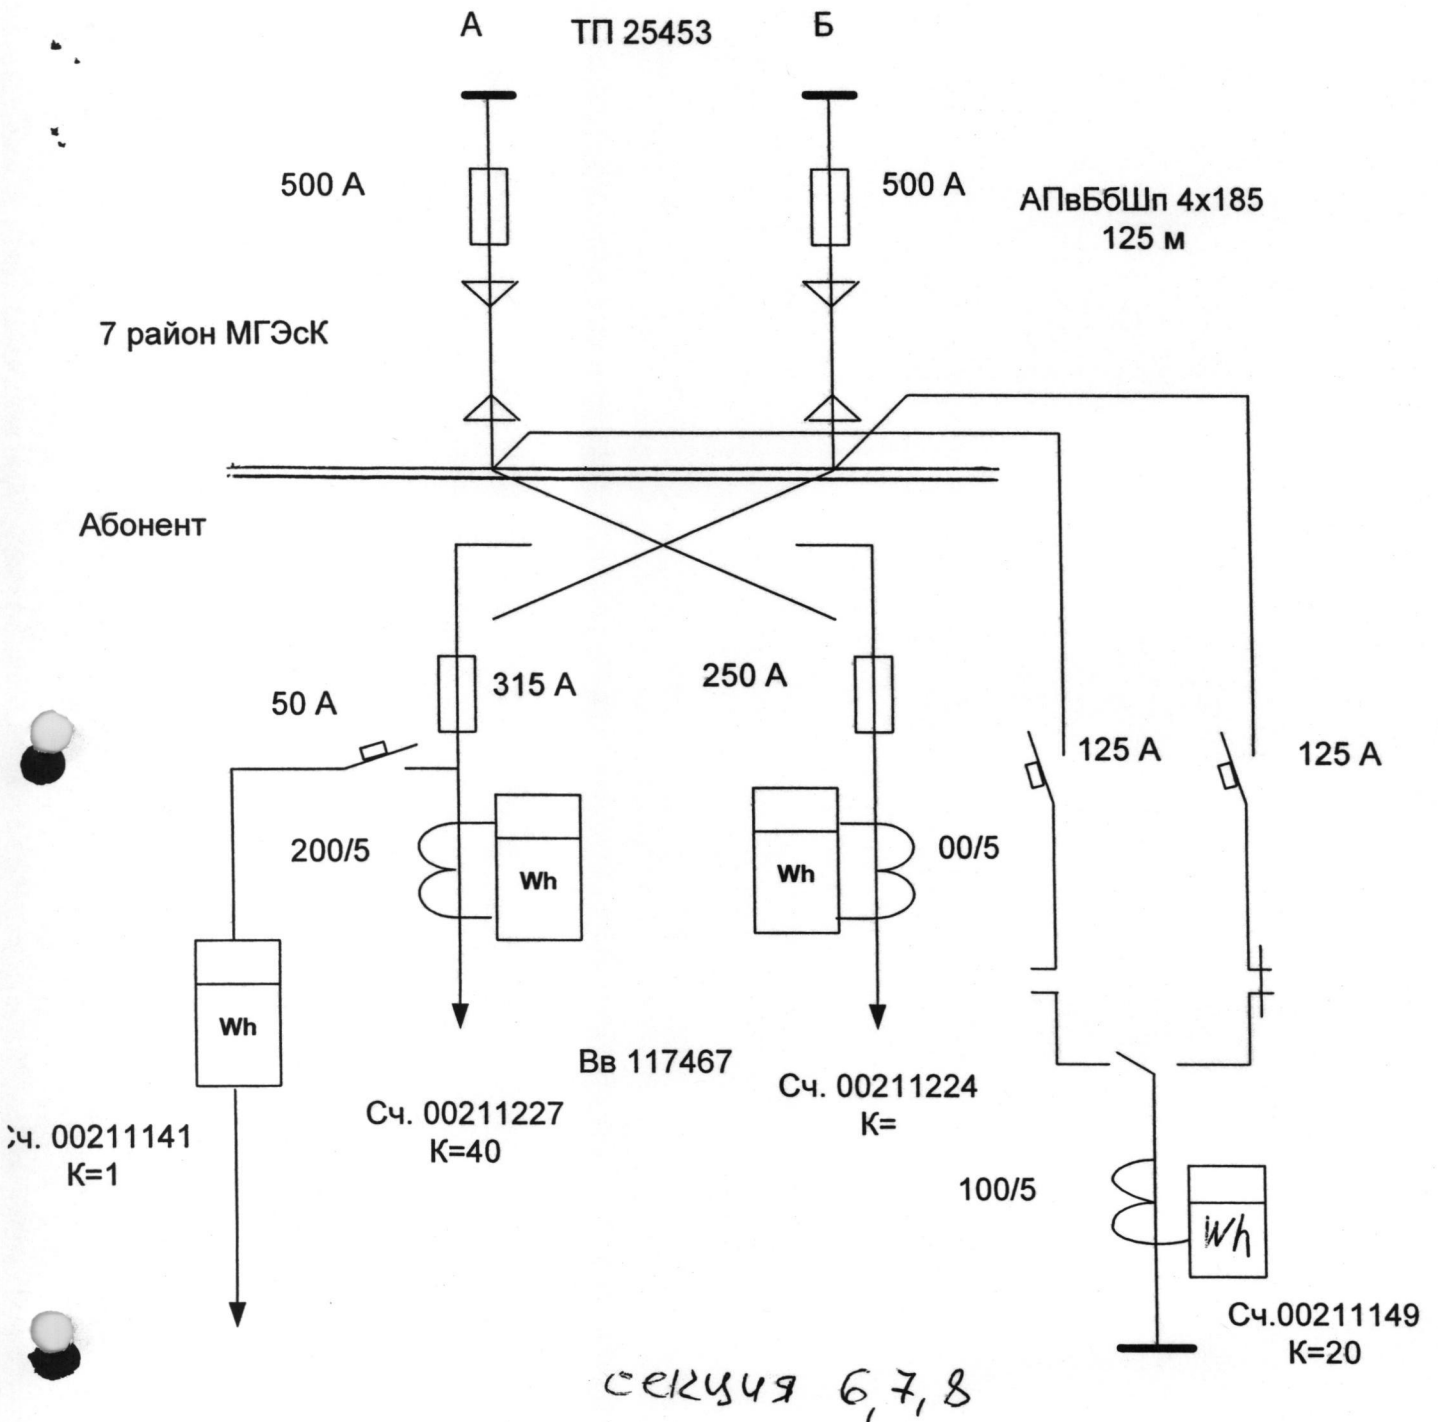 А ТП 25453 Б
500 А
500 А
АПвБбШп 4х185
125 м
7 район МГЭсК
Абонент
50 А
315 А
250 А
125 А
125 А
200/5
Wh
Wh
00/5
Wh
Вв 117467
Сч. 00211227
К=40
Сч. 00211224
К=
ч. 00211141
К=1
100/5
Wh
Сч.00211149
К=20
секция 6,7,8